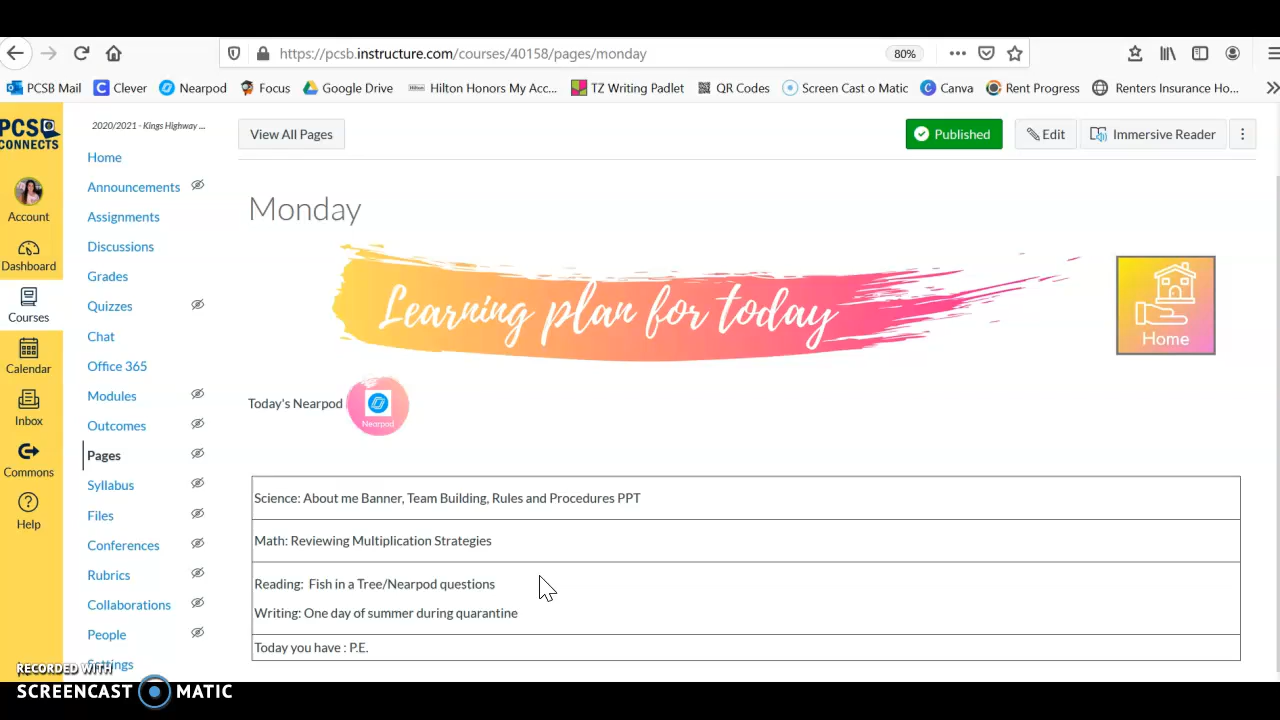 https://pcsb.instructure.com/courses/40158/pages/monday
80%
PCSB Mail
Clever
Nearpod
Focus
Google Drive
Hilton Honors My Acc...
TZ Writing Padlet
QR Codes
Screen Cast o Matic
Canva
Rent Progress
Renters Insurance Ho...
PCSB
CONNECTS
Account
Dashboard
Courses
Calendar
Inbox
Commons
Help
2020/2021 - Kings Highway ...
Home
Announcements
Assignments
Discussions
Grades
Quizzes
Chat
Office 365
Modules
Outcomes
Pages
Syllabus
Files
Conferences
Rubrics
Collaborations
People
Settings
View All Pages
Published
Edit
Immersive Reader
Monday
Learning plan for today
Home
Today's Nearpod
Nearpod
Science: About me Banner, Team Building, Rules and Procedures PPT
Math: Reviewing Multiplication Strategies
Reading: Fish in a Tree/Nearpod questions
Writing: One day of summer during quarantine
Today you have : P.E.
RECORDED WITH
SCREENCAST MATIC